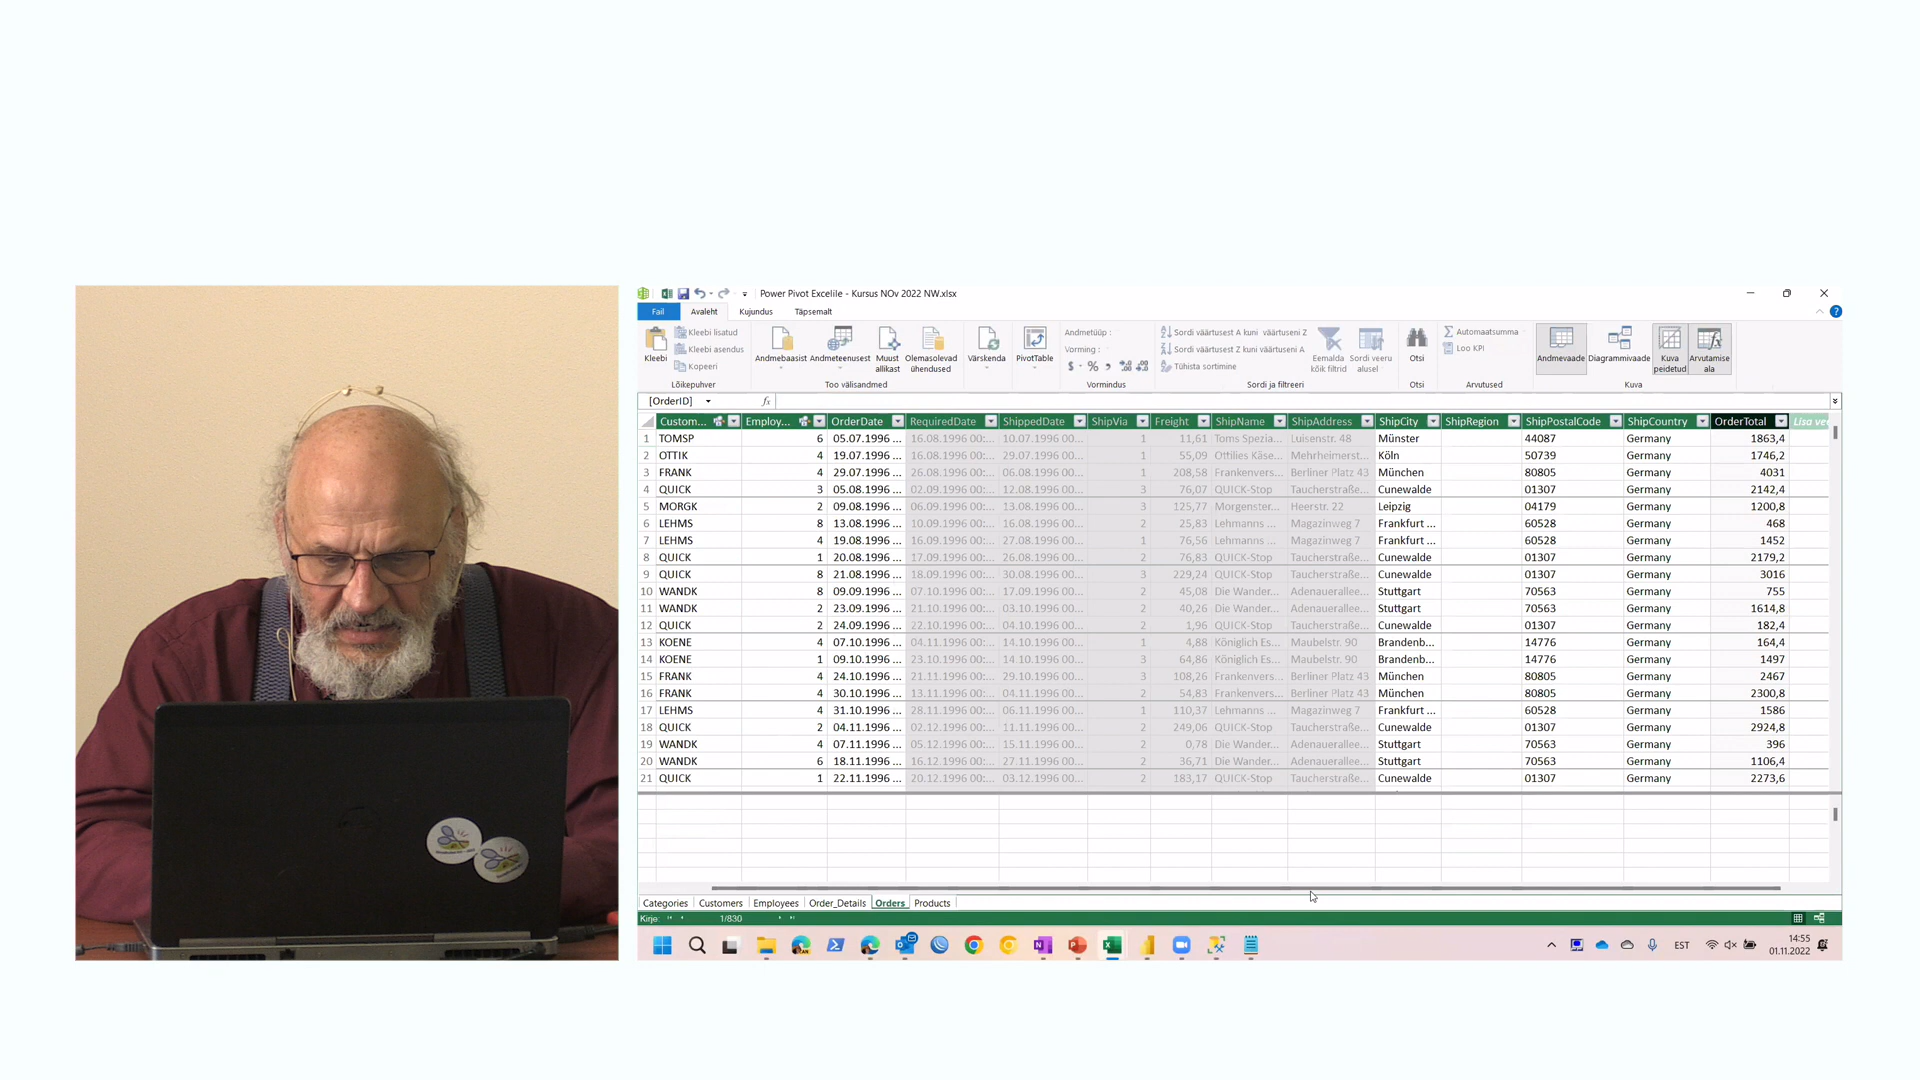 Power Pivot Excelile - Kursus NOv 2022 NW.xlsx
Fail Avaleht Kujundus Täpsemalt
Kleebi Kleebi lisatud Kleebi asendus Kopeeri Lõikepuhver
Andmebaasist Andmeteenusest Muust allikast Olemasolevad ühendused Too välisandmed
Värskenda PivotTable
Andmetüüp : Vorming : $ % Vormindus
Sordi väärtusest A kuni väärtuseni Z
Sordi väärtusest Z kuni väärtuseni A
Tühista sortimine
Eemalda kõik filtrid Sordi veeru alusel Sordi ja filtreeri
Otsi Otsi
Automaatsumma Loo KPI Arvutused
Andmevaade Diagrammivaade Kuva peidetud Arvutamise ala Kuva
[OrderID] fx
Custom... Employ... OrderDate RequiredDate ShippedDate ShipVia Freight ShipName ShipAddress ShipCity ShipRegion ShipPostalCode ShipCountry OrderTotal
1 TOMSP 6 05.07.1996 ... 16.08.1996 00:... 10.07.1996 00... 1 11,61 Toms Spezia... Luisenstr. 48 Münster 44087 Germany 1863,4
2 OTTIK 4 19.07.1996 ... 16.08.1996 00:... 29.07.1996 00... 1 55,09 Ottilies Käse... Mehrheimerst... Köln 50739 Germany 1746,2
3 FRANK 4 29.07.1996 ... 26.08.1996 00:... 06.08.1996 00... 1 208,58 Frankenvers... Berliner Platz 43 München 80805 Germany 4031
4 QUICK 3 05.08.1996 ... 02.09.1996 00:... 12.08.1996 00... 3 76,07 QUICK-Stop Taucherstraße... Cunewalde 01307 Germany 2142,4
5 MORGK 2 09.08.1996 ... 06.09.1996 00:... 13.08.1996 00... 3 125,77 Morgenster... Heerstr. 22 Leipzig 04179 Germany 1200,8
6 LEHMS 8 13.08.1996 ... 10.09.1996 00:... 16.08.1996 00... 2 25,83 Lehmanns ... Magazinweg 7 Frankfurt ... 60528 Germany 468
7 LEHMS 4 19.08.1996 ... 16.09.1996 00:... 27.08.1996 00... 1 76,56 Lehmanns ... Magazinweg 7 Frankfurt ... 60528 Germany 1452
8 QUICK 1 20.08.1996 ... 17.09.1996 00:... 26.08.1996 00... 2 76,83 QUICK-Stop Taucherstraße... Cunewalde 01307 Germany 2179,2
9 QUICK 8 21.08.1996 ... 18.09.1996 00:... 30.08.1996 00... 3 229,24 QUICK-Stop Taucherstraße... Cunewalde 01307 Germany 3016
10 WANDK 8 09.09.1996 ... 07.10.1996 00:... 17.09.1996 00... 2 45,08 Die Wander... Adenauerallee... Stuttgart 70563 Germany 755
11 WANDK 2 23.09.1996 ... 21.10.1996 00:... 03.10.1996 00... 2 40,26 Die Wander... Adenauerallee... Stuttgart 70563 Germany 1614,8
12 QUICK 2 24.09.1996 ... 22.10.1996 00:... 04.10.1996 00... 2 1,96 QUICK-Stop Taucherstraße... Cunewalde 01307 Germany 182,4
13 KOENE 4 07.10.1996 ... 04.11.1996 00:... 14.10.1996 00... 1 4,88 Königlich Es... Maubelstr. 90 Brandenb... 14776 Germany 164,4
14 KOENE 1 09.10.1996 ... 23.10.1996 00:... 14.10.1996 00... 3 64,86 Königlich Es... Maubelstr. 90 Brandenb... 14776 Germany 1497
15 FRANK 4 24.10.1996 ... 21.11.1996 00:... 29.10.1996 00... 3 108,26 Frankenvers... Berliner Platz 43 München 80805 Germany 2467
16 FRANK 4 30.10.1996 ... 13.11.1996 00:... 04.11.1996 00... 2 54,83 Frankenvers... Berliner Platz 43 München 80805 Germany 2300,8
17 LEHMS 4 31.10.1996 ... 28.11.1996 00:... 06.11.1996 00... 1 110,37 Lehmanns ... Magazinweg 7 Frankfurt ... 60528 Germany 1586
18 QUICK 2 04.11.1996 ... 02.12.1996 00:... 11.11.1996 00... 2 249,06 QUICK-Stop Taucherstraße... Cunewalde 01307 Germany 2924,8
19 WANDK 4 07.11.1996 ... 05.12.1996 00:... 15.11.1996 00... 2 0,78 Die Wander... Adenauerallee... Stuttgart 70563 Germany 396
20 WANDK 6 18.11.1996 ... 16.12.1996 00:... 27.11.1996 00... 2 36,71 Die Wander... Adenauerallee... Stuttgart 70563 Germany 1106,4
21 QUICK 1 22.11.1996 ... 20.12.1996 00:... 03.12.1996 00... 2 183,17 QUICK-Stop Taucherstraße... Cunewalde 01307 Germany 2273,6
Categories Customers Employees Order_Details Orders Products
Kirje: 1/830
EST 14:55
01.11.2022